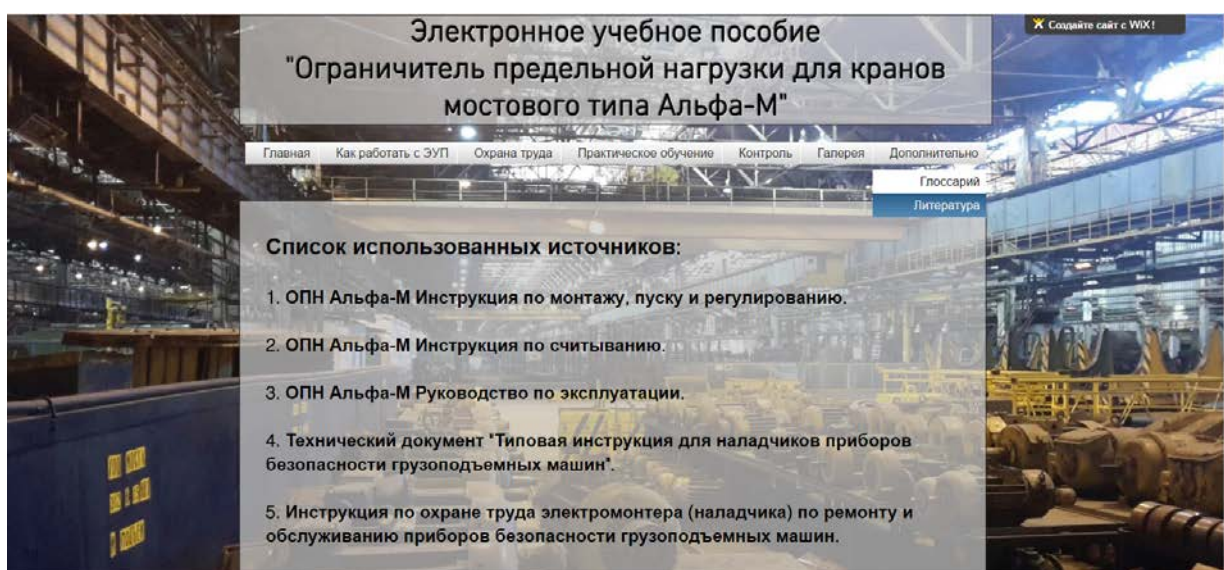 Электронное учебное пособие
"Ограничитель предельной нагрузки для кранов
мостового типа Альфа-М"
Создайте сайт с WiX!
Главная Как работать с ЭУП Охрана труда Практическое обучение Контроль Галерея Дополнительно
Глоссарий
Литература
Список использованных источников:
1. ОПН Альфа-М Инструкция по монтажу, пуску и регулированию.
2. ОПН Альфа-М Инструкция по считыванию.
3. ОПН Альфа-М Руководство по эксплуатации.
4. Технический документ "Типовая инструкция для наладчиков приборов
безопасности грузоподъемных машин".
5. Инструкция по охране труда электромонтера (наладчика) по ремонту и
обслуживанию приборов безопасности грузоподъемных машин.